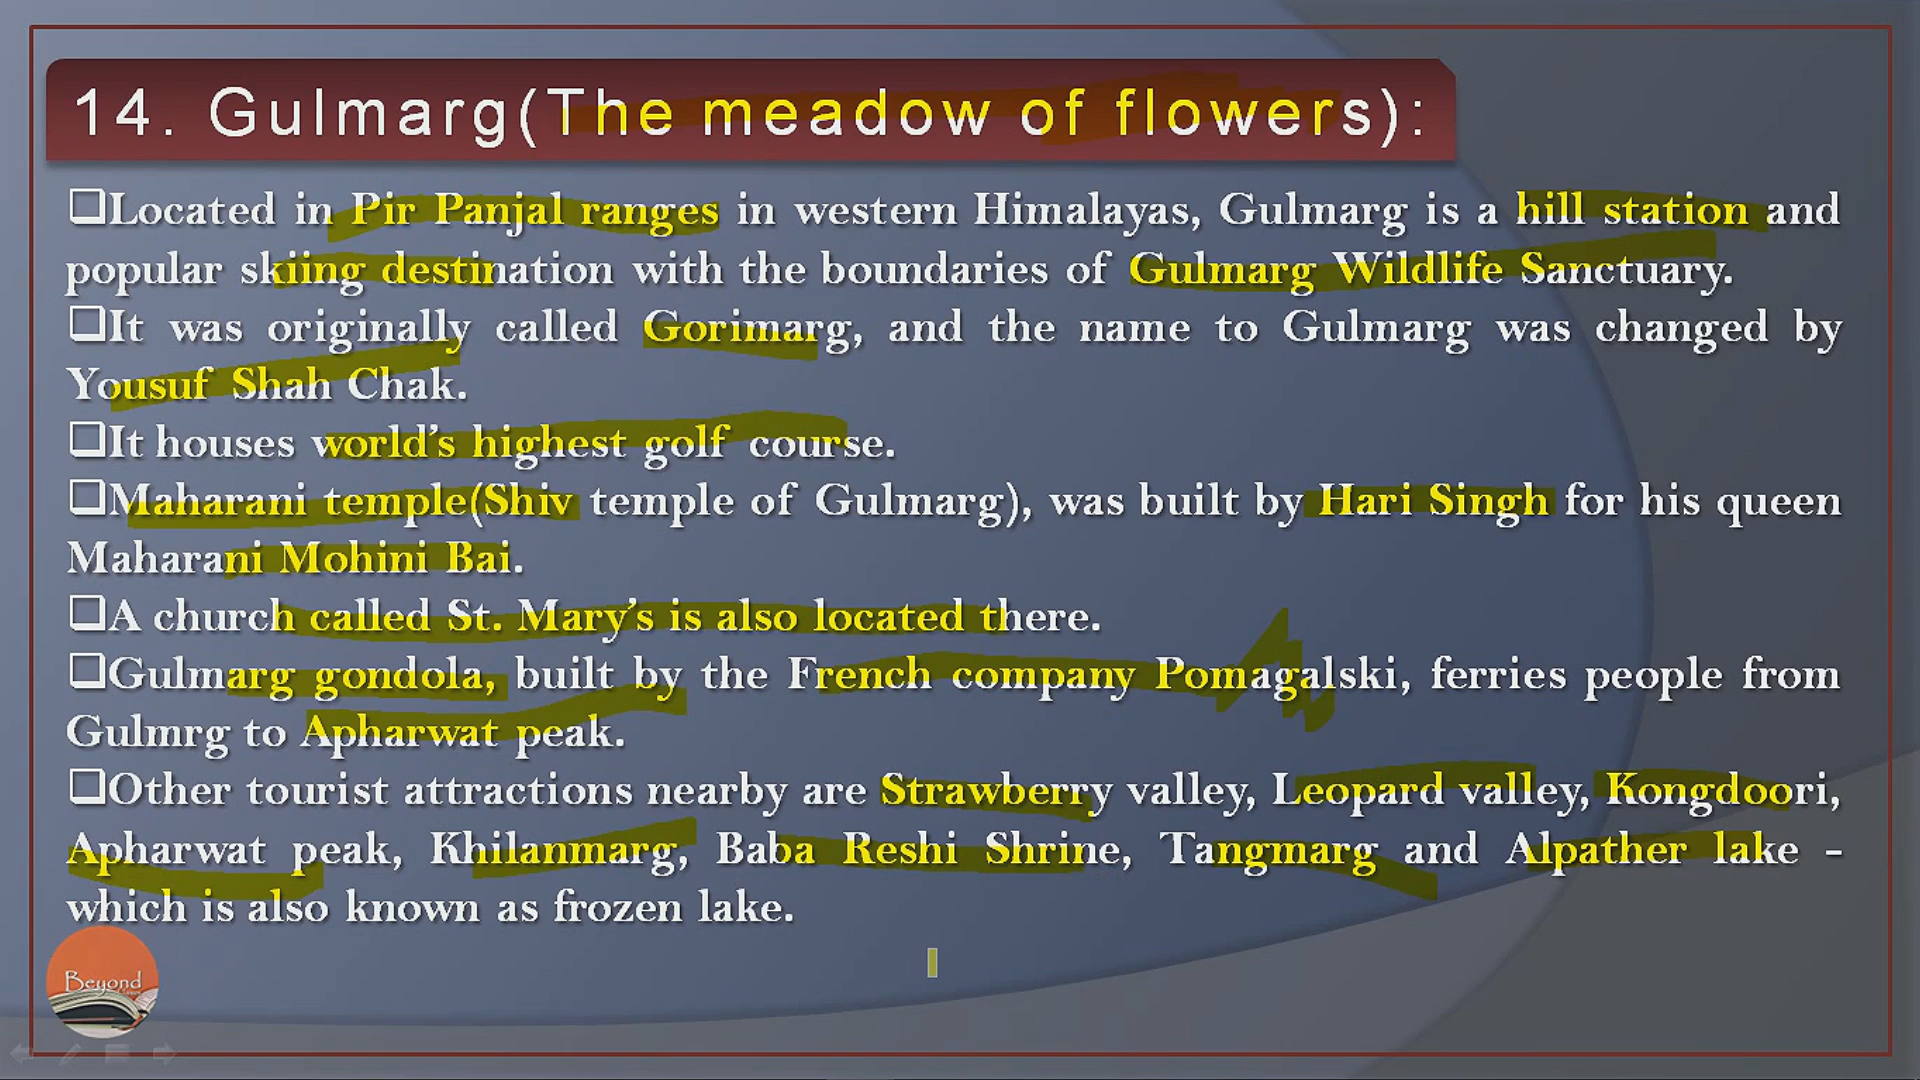 14. Gulmarg(The meadow of flowers):
❑Located in Pir Panjal ranges in western Himalayas, Gulmarg is a hill station and
popular skiing destination with the boundaries of Gulmarg Wildlife Sanctuary.
❑It was originally called Gorimarg, and the name to Gulmarg was changed by
Yousuf Shah Chak.
❑It houses world's highest golf course.
❑Maharani temple(Shiv temple of Gulmarg), was built by Hari Singh for his queen
Maharani Mohini Bai.
❑A church called St. Mary's is also located there.
❑Gulmarg gondola, built by the French company Pomagalski, ferries people from
Gulmrg to Apharwat peak.
❑Other tourist attractions nearby are Strawberry valley, Leopard valley, Kongdoori,
Apharwat peak, Khilanmarg, Baba Reshi Shrine, Tangmarg and Alpather lake -
which is also known as frozen lake.
Beyond